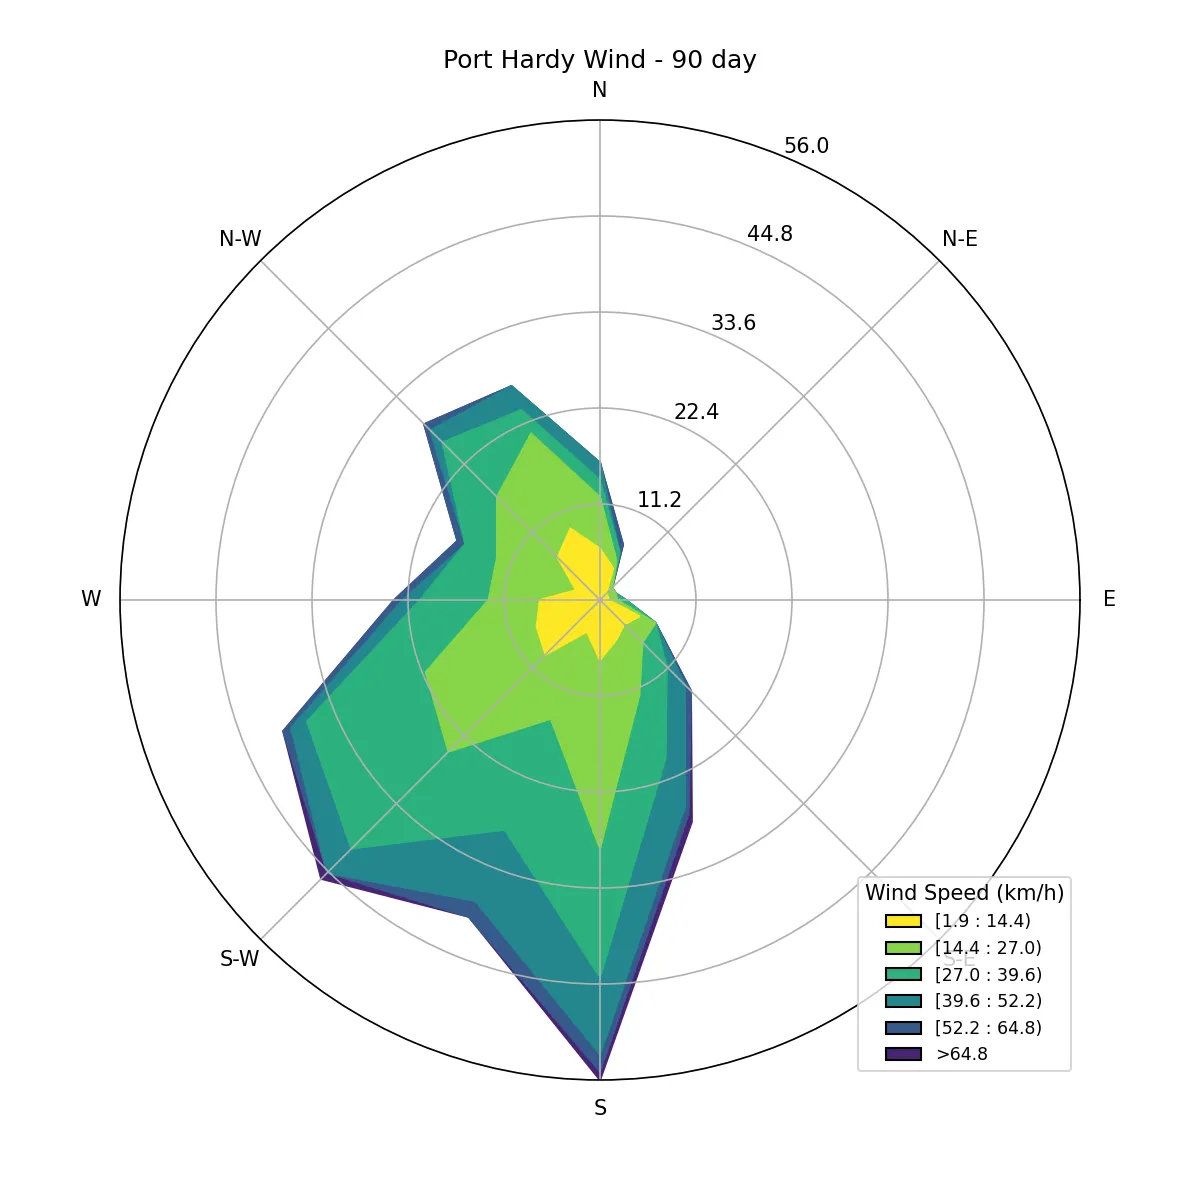 Port Hardy Wind - 90 day
N
56.0
N-W
44.8
N-E
33.6
22.4
11.2
W
E
Wind Speed (km/h)
[1.9 : 14.4)
[14.4 : 27.0)
S-W
S-E
[27.0 : 39.6)
[39.6 : 52.2)
[52.2 : 64.8)
>64.8
S